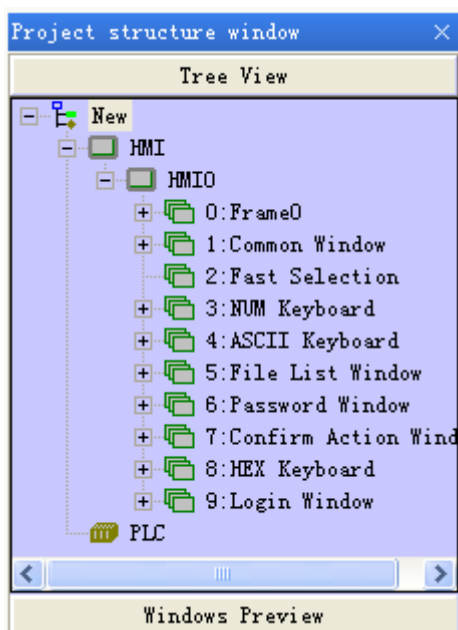 Project structure window
Tree View
New
HMI
HMI0
0:Frame0
1:Common Window
2:Fast Selection
3:NUM Keyboard
4:ASCII Keyboard
5:File List Window
6:Password Window
7:Confirm Action Wind
8:HEX Keyboard
9:Login Window
PLC
Windows Preview